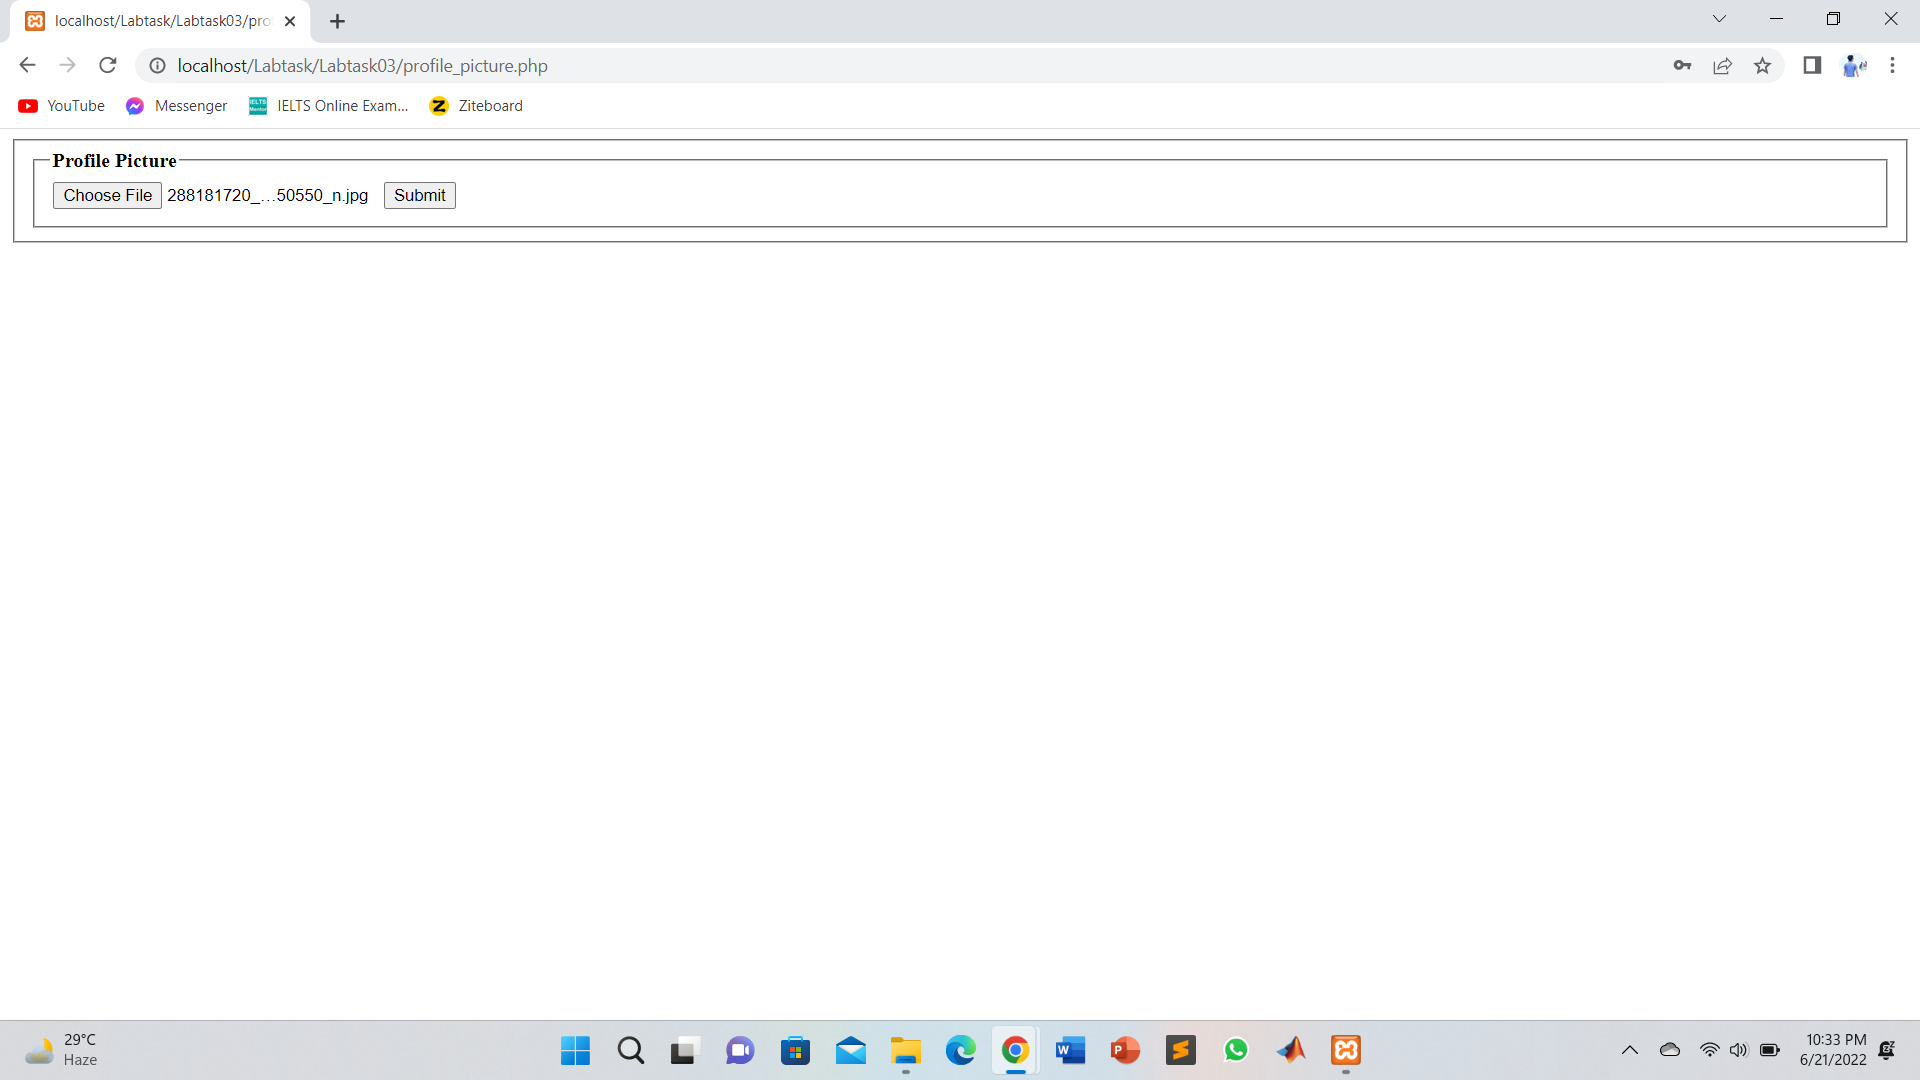 localhost/Labtask/Labtask03/pro
localhost/Labtask/Labtask03/profile_picture.php
YouTube Messenger IELTS Online Exam... Ziteboard
Profile Picture
Choose File 288181720_...50550_n.jpg Submit
29°C
Haze
10:33 PM
6/21/2022